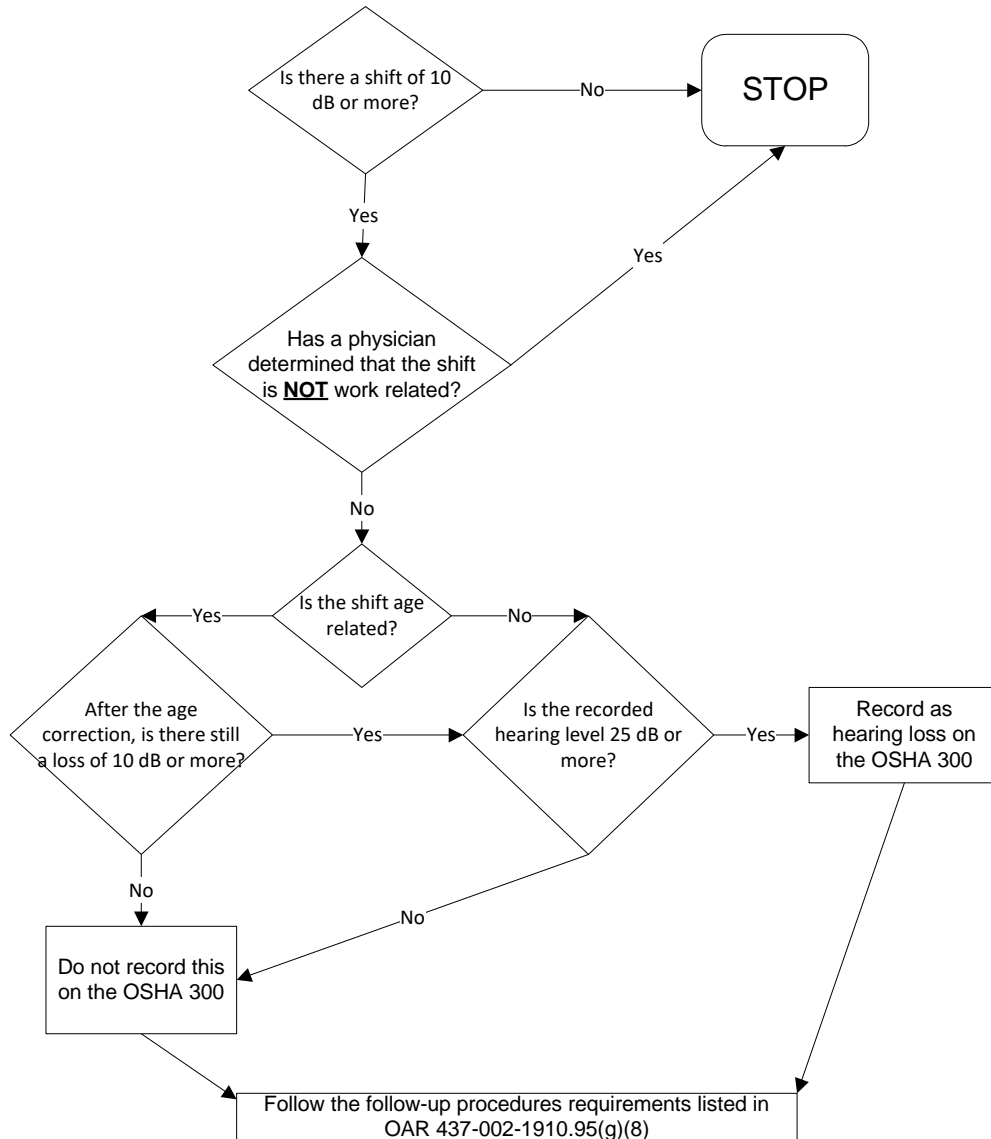 Is there a shift of 10
dB or more?
No
STOP
Yes
Yes
Has a physician
determined that the shift
is NOT work related?
No
Is the shift age
related?
Yes
No
After the age
correction, is there still
a loss of 10 dB or more?
Yes
Is the recorded
hearing level 25 dB or
more?
Yes
Record as
hearing loss on
the OSHA 300
No
No
Do not record this
on the OSHA 300
Follow the follow-up procedures requirements listed in
OAR 437-002-1910.95(g)(8)